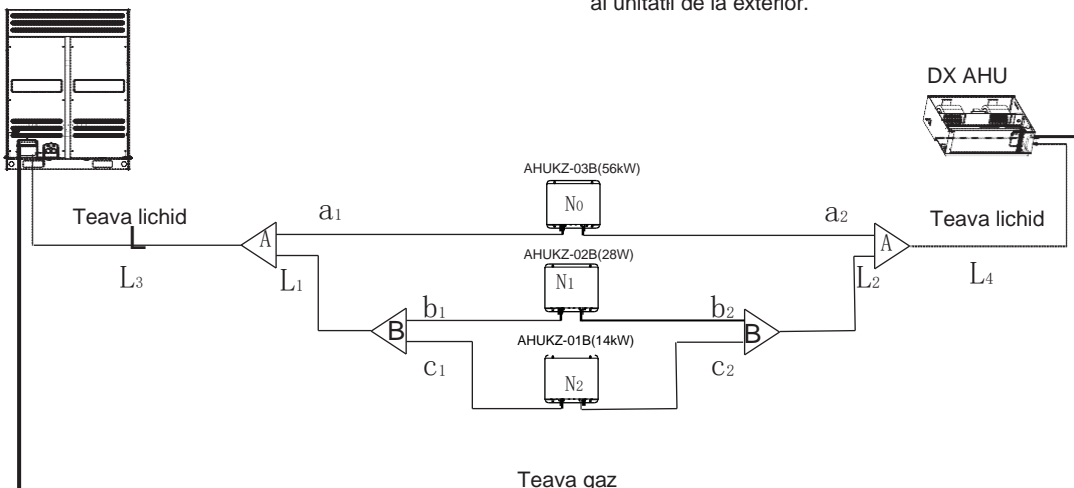 al unitatii de la exterior.
DX AHU
AHUKZ-03B(56kW)
N0
Teava lichid
a1
a2
Teava lichid
A
A
AHUKZ-02B(28W)
N1
L3
L1
L2
L4
b1
b2
B
B
AHUKZ-01B(14kW)
c1
c2
N2
Teava gaz